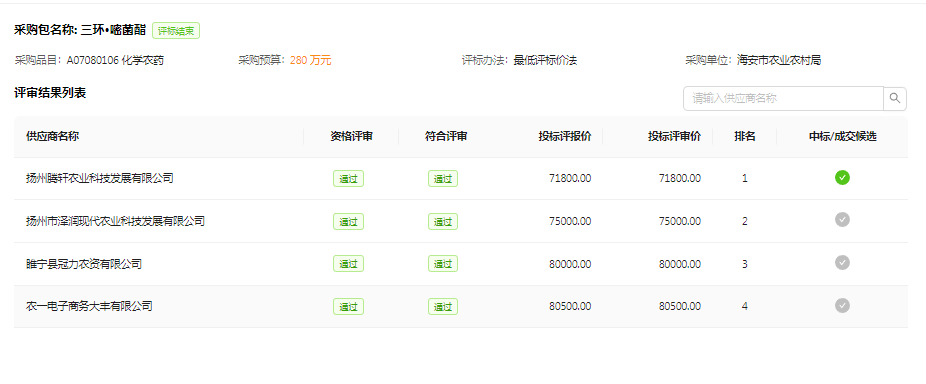 采购包名称: 三环•嘧菌酯 评标结束
采购品目: A07080106 化学农药 采购预算: 280 万元 评标办法: 最低评标价法 采购单位: 海安市农业农村局
评审结果列表 请输入供应商名称
供应商名称 资格评审 符合评审 投标评报价 投标评审价 排名 中标/成交候选
扬州腾轩农业科技发展有限公司 通过 通过 71800.00 71800.00 1
扬州市泽润现代农业科技发展有限公司 通过 通过 75000.00 75000.00 2
睢宁县冠力农资有限公司 通过 通过 80000.00 80000.00 3
农一电子商务大丰有限公司 通过 通过 80500.00 80500.00 4